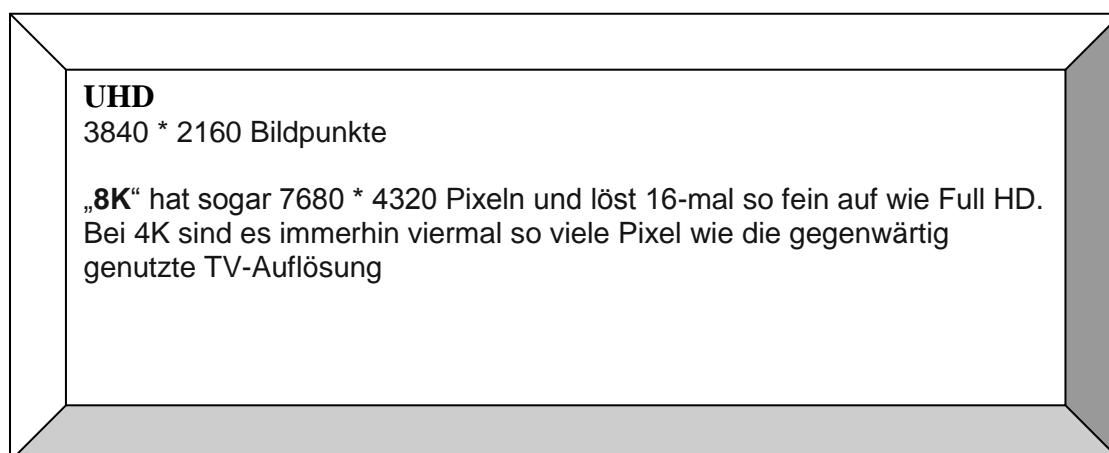 UHD
3840 * 2160 Bildpunkte
„8K“ hat sogar 7680 * 4320 Pixeln und löst 16-mal so fein auf wie Full HD.
Bei 4K sind es immerhin viermal so viele Pixel wie die gegenwärtig
genutzte TV-Auflösung